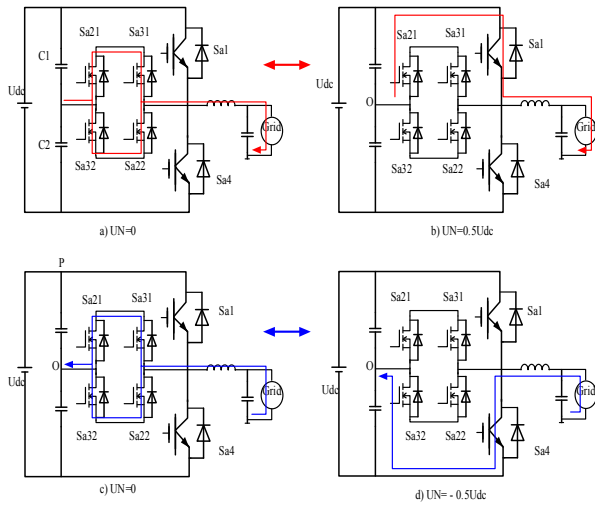 Sa21 Sa31
Sa1
C1
Udc
C2
Grid
Sa32 Sa22
Sa4
a) UN=0
Sa21 Sa31
Sa1
Udc
O
Grid
Sa32 Sa22
Sa4
b) UN=0.5Udc
P
Sa21 Sa31
Sa1
O
Udc
Grid
Sa32 Sa22
Sa4
c) UN=0
Sa21 Sa31
Sa1
O
Udc
Grid
Sa32 Sa22
Sa4
d) UN= - 0.5Udc